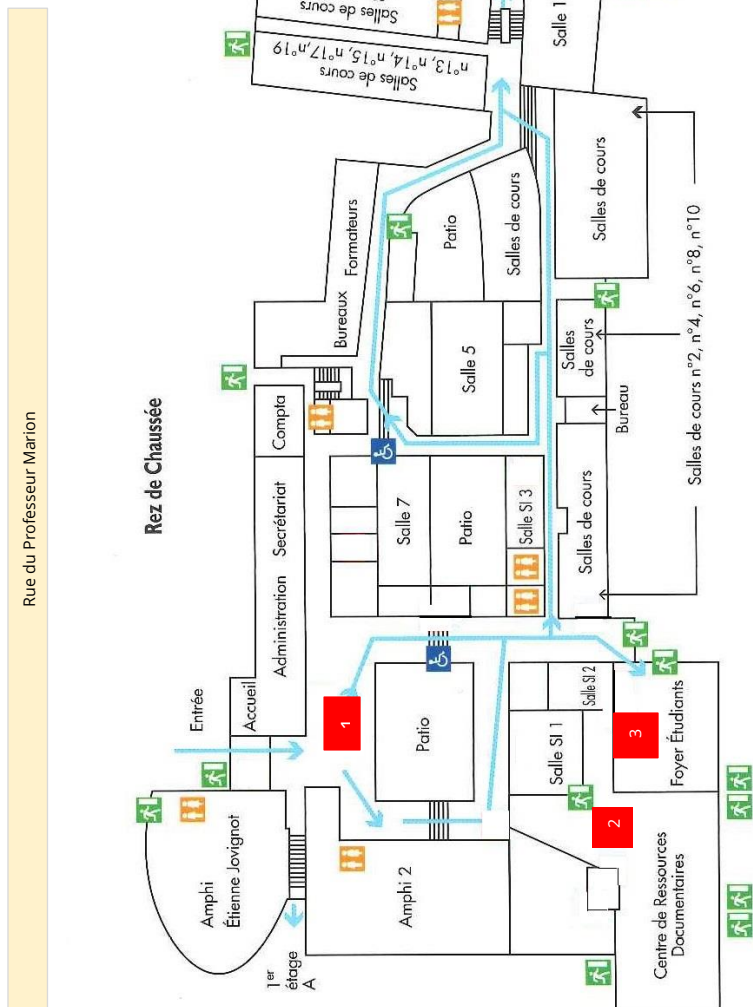 Rue du Professeur Marion
Rez de Chaussée
Salles de cours
Salles de cours
n°13, n°14, n°15, n°17, n°19
Salle 1
Bureaux
Formateurs
Patio
Salles de cours
Salles de cours
Salle 5
Salles
de cours
Bureau
Salles de cours n°2, n°4, n°6, n°8, n°10
Compta
Secrétariat
Administration
Salle 7
Patio
Salle SI 3
Salles de cours
Entrée
Accueil
1
Patio
Salle SI 2
Salle SI 1
3
Foyer Étudiants
2
Amphi
Étienne Jovignot
Amphi 2
Centre de Ressources
Documentaires
1er
étage
A